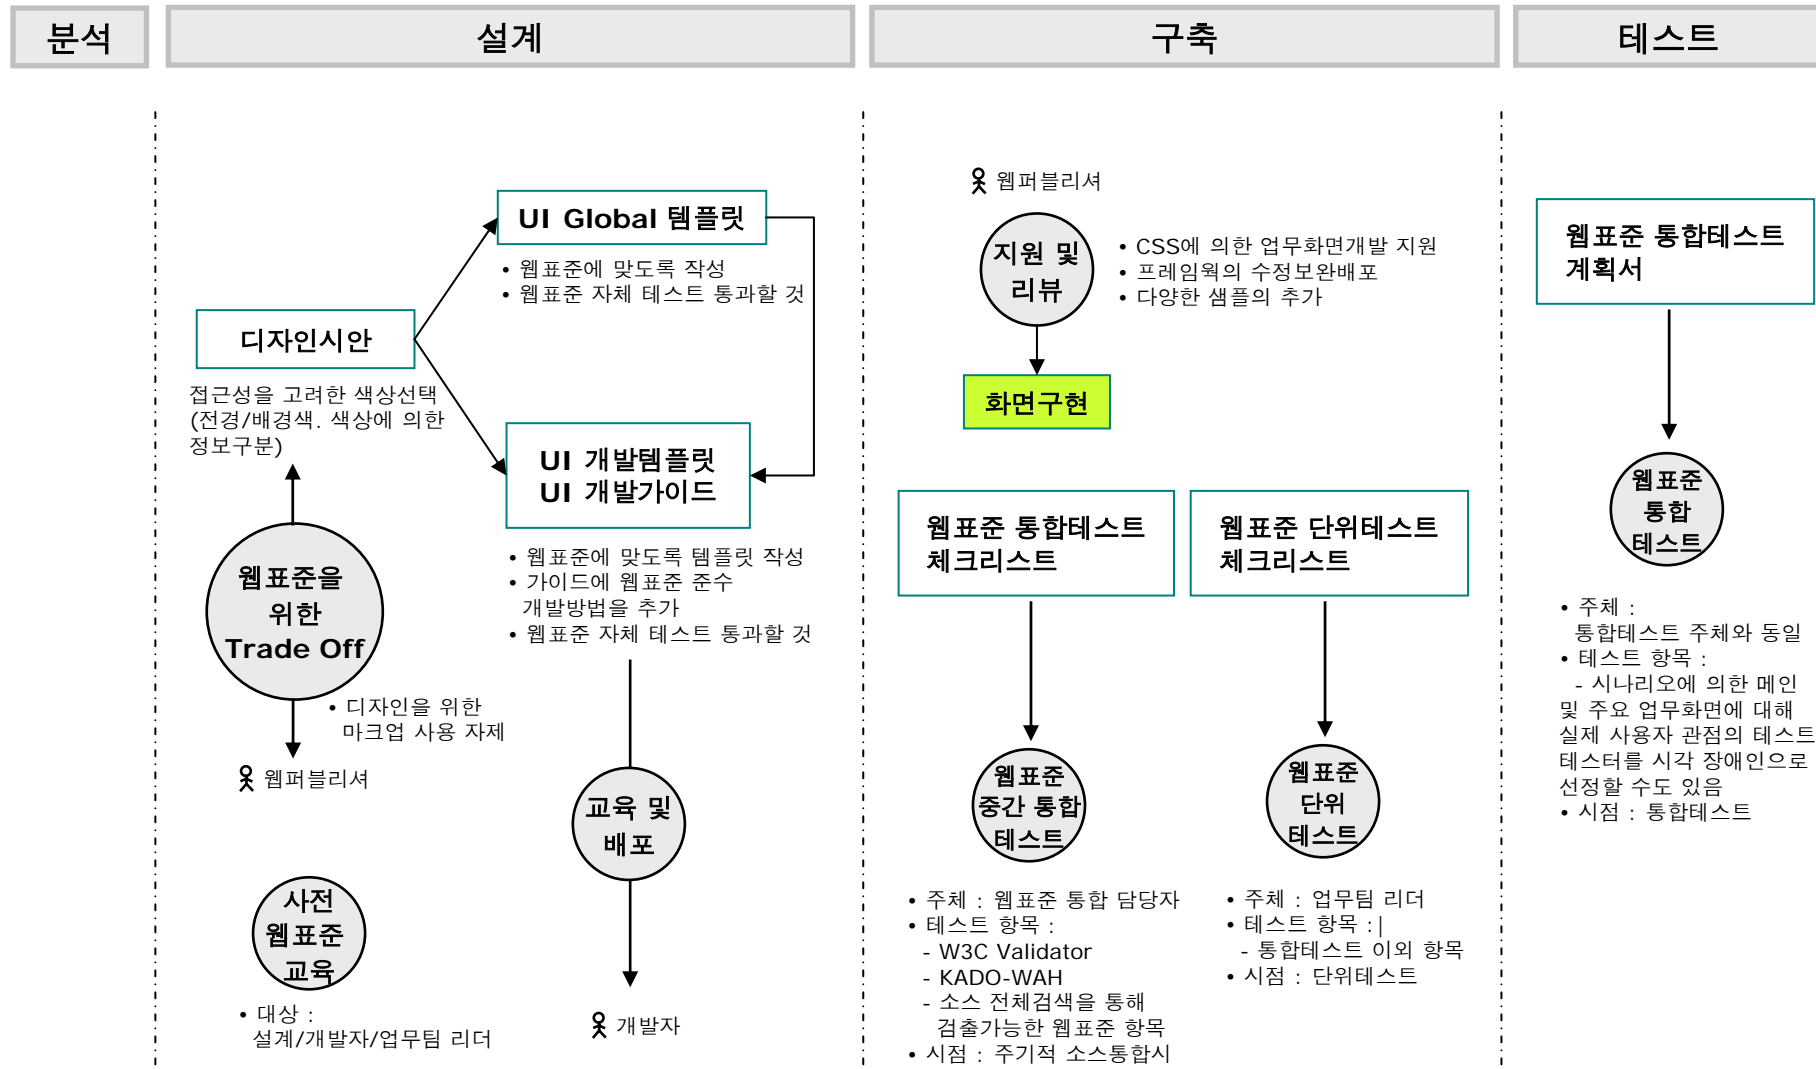 분석
설계
구축
테스트
UI Global 템플릿
• 웹표준에 맞도록 작성
• 웹표준 자체 테스트 통과할 것
디자인시안
접근성을 고려한 색상선택
(전경/배경색. 색상에 의한
정보구분)
UI 개발템플릿
UI 개발가이드
• 웹표준에 맞도록 템플릿 작성
• 가이드에 웹표준 준수
개발방법을 추가
• 웹표준 자체 테스트 통과할 것
웹표준을
위한
Trade Off
• 디자인을 위한
마크업 사용 자제
웹퍼블리셔
교육 및
배포
개발자
사전
웹표준
교육
• 대상 :
설계/개발자/업무팀 리더
웹퍼블리셔
지원 및
리뷰
• CSS에 의한 업무화면개발 지원
• 프레임웍의 수정보완배포
• 다양한 샘플의 추가
화면구현
웹표준 통합테스트
체크리스트
웹표준
중간 통합
테스트
• 주체 : 웹표준 통합 담당자
• 테스트 항목 :
- W3C Validator
- KADO-WAH
- 소스 전체검색을 통해
검출가능한 웹표준 항목
• 시점 : 주기적 소스통합시
웹표준 단위테스트
체크리스트
웹표준
단위
테스트
• 주체 : 업무팀 리더
• 테스트 항목 :|
- 통합테스트 이외 항목
• 시점 : 단위테스트
웹표준 통합테스트
계획서
웹표준
통합
테스트
• 주체 :
통합테스트 주체와 동일
• 테스트 항목 :
- 시나리오에 의한 메인
및 주요 업무화면에 대해
실제 사용자 관점의 테스트
테스터를 시각 장애인으로
선정할 수도 있음
• 시점 : 통합테스트